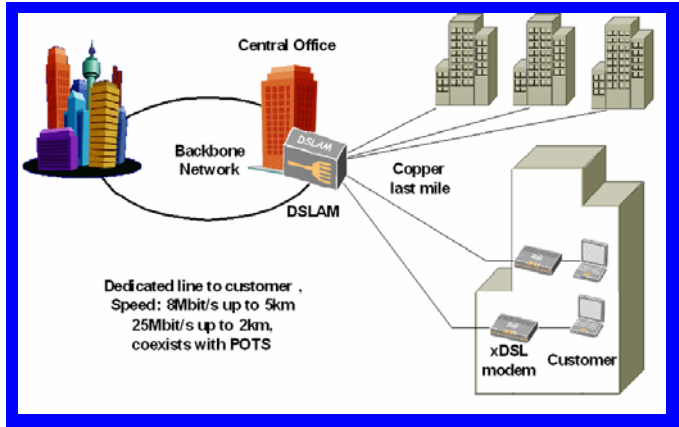 Central Office
Backbone
Network
DSLAM
DSLAM
Copper
last mile
Dedicated line to customer ,
Speed: 8Mbit/s up to 5km
25Mbit/s up to 2km,
coexists with POTS
xDSL
modem
Customer